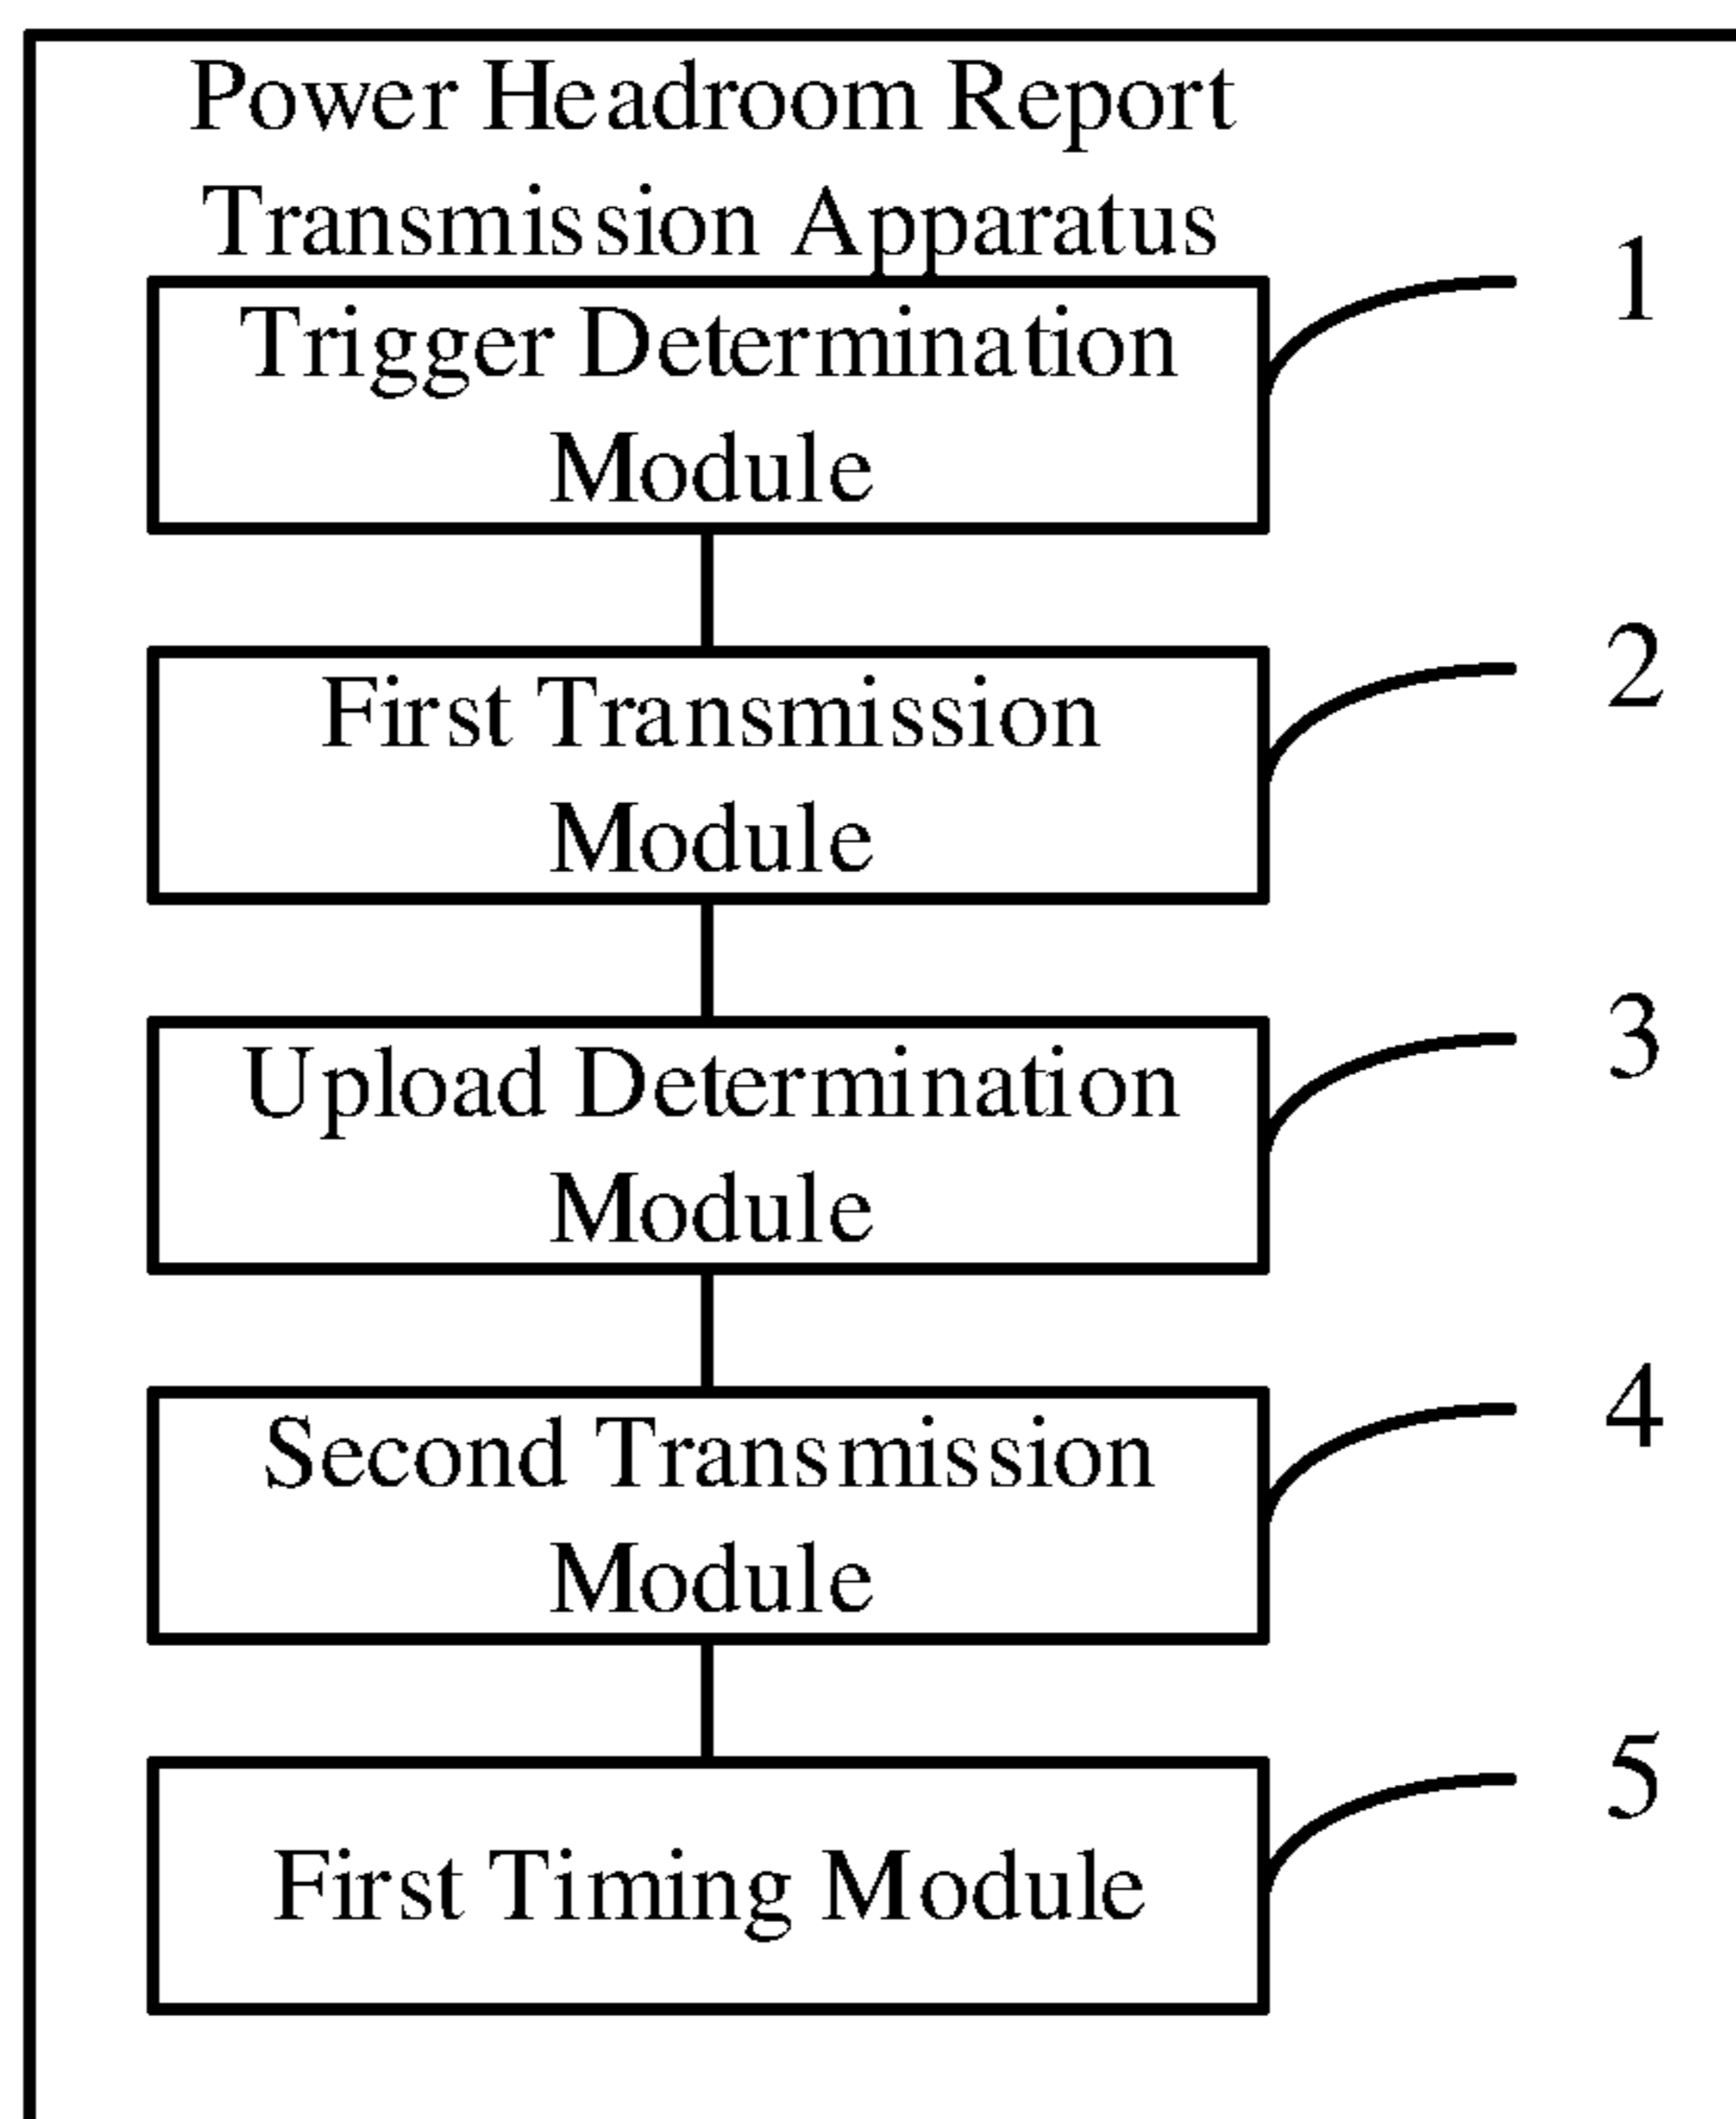 Power Headroom Report
Transmission Apparatus
Trigger Determination
Module
1
First Transmission
Module
2
Upload Determination
Module
3
Second Transmission
Module
4
First Timing Module
5